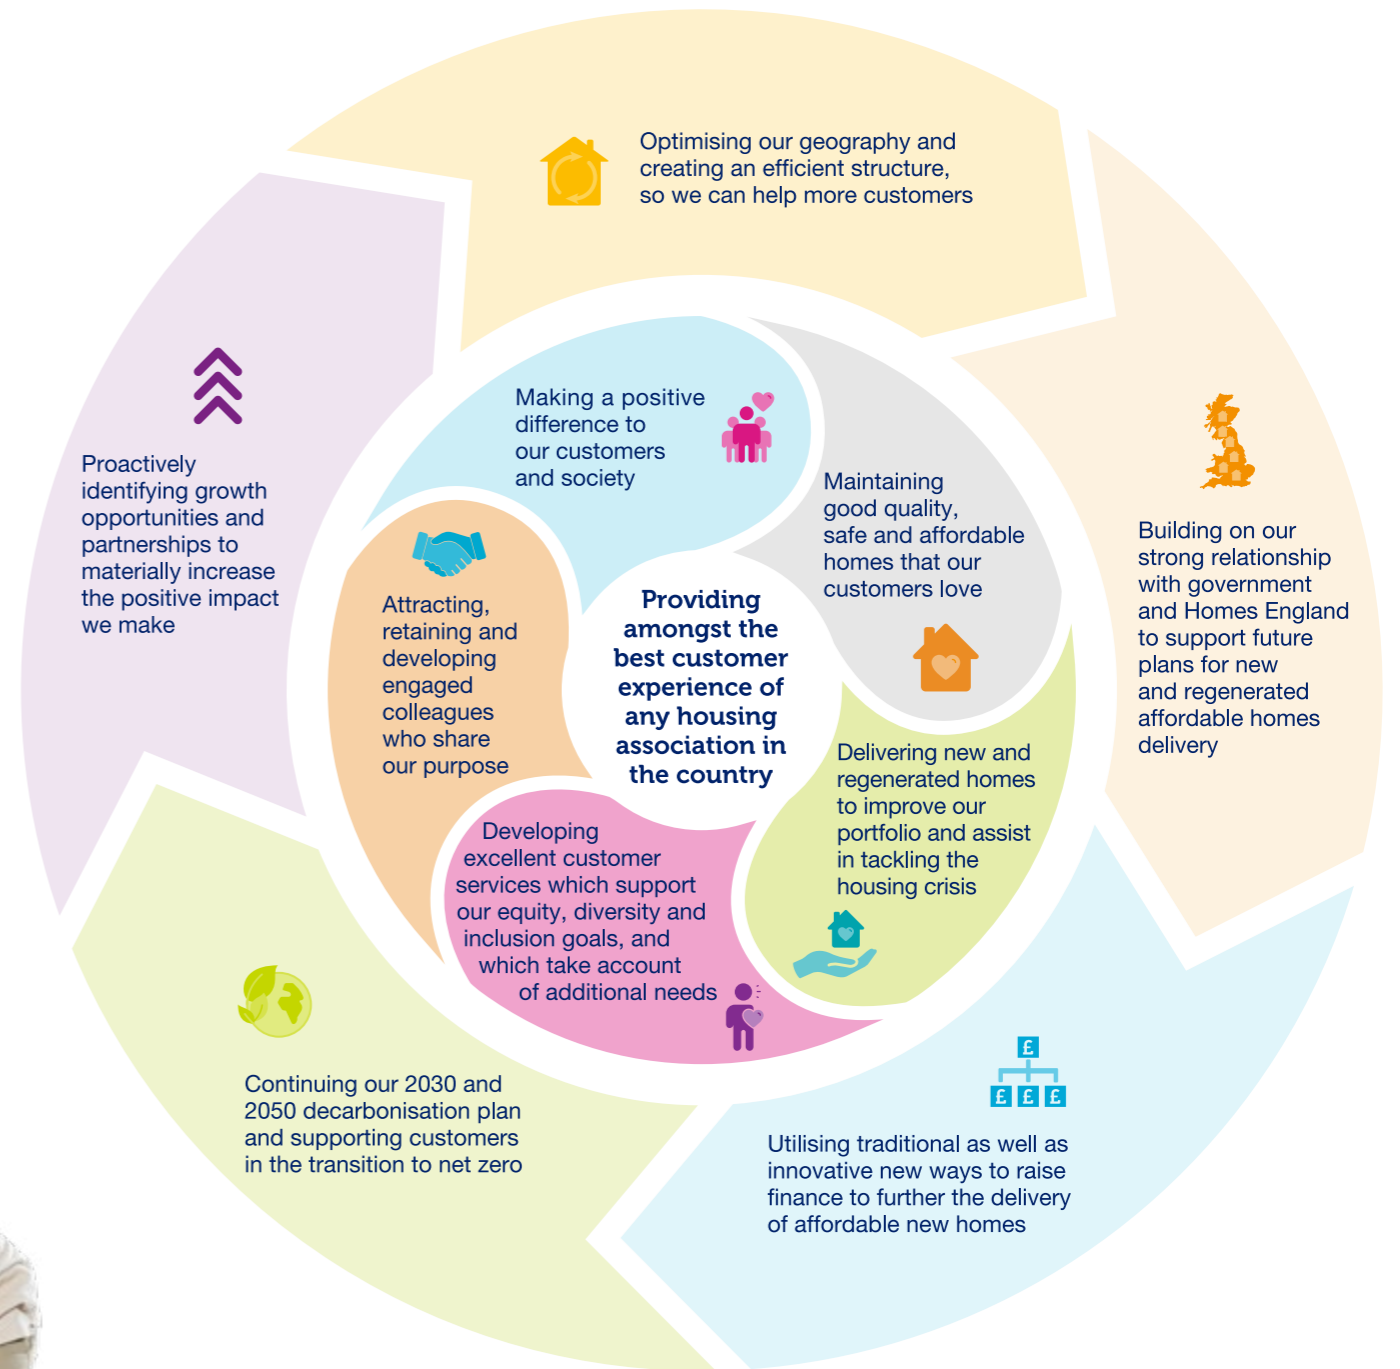 Optimising our geography and
creating an efficient structure,
so we can help more customers
Building on our
strong relationship
with government
and Homes England
to support future
plans for new
and regenerated
affordable homes
delivery
£
£ £ £
Utilising traditional as well as
innovative new ways to raise
finance to further the delivery
of affordable new homes
Continuing our 2030 and
2050 decarbonisation plan
and supporting customers
in the transition to net zero
Proactively
identifying growth
opportunities and
partnerships to
materially increase
the positive impact
we make
Making a positive
difference to
our customers
and society
Maintaining
good quality,
safe and affordable
homes that our
customers love
Delivering new and
regenerated homes
to improve our
portfolio and assist
in tackling the
housing crisis
Developing
excellent customer
services which support
our equity, diversity and
inclusion goals, and
which take account
of additional needs
Attracting,
retaining and
developing
engaged
colleagues
who share
our purpose
Providing
amongst the
best customer
experience of
any housing
association in
the country